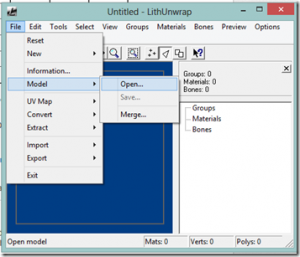 Untitled - LithUnwrap
File Edit Tools Select View Groups Materials Bones Preview Options
Reset
New
Information...
Model
UV Map
Convert
Extract
Import
Export
Exit
Open...
Save...
Merge...
Groups: 0
Materials: 0
Bones: 0
Groups
Materials
Bones
Open model
Mats: 0
Verts: 0
Polys: 0